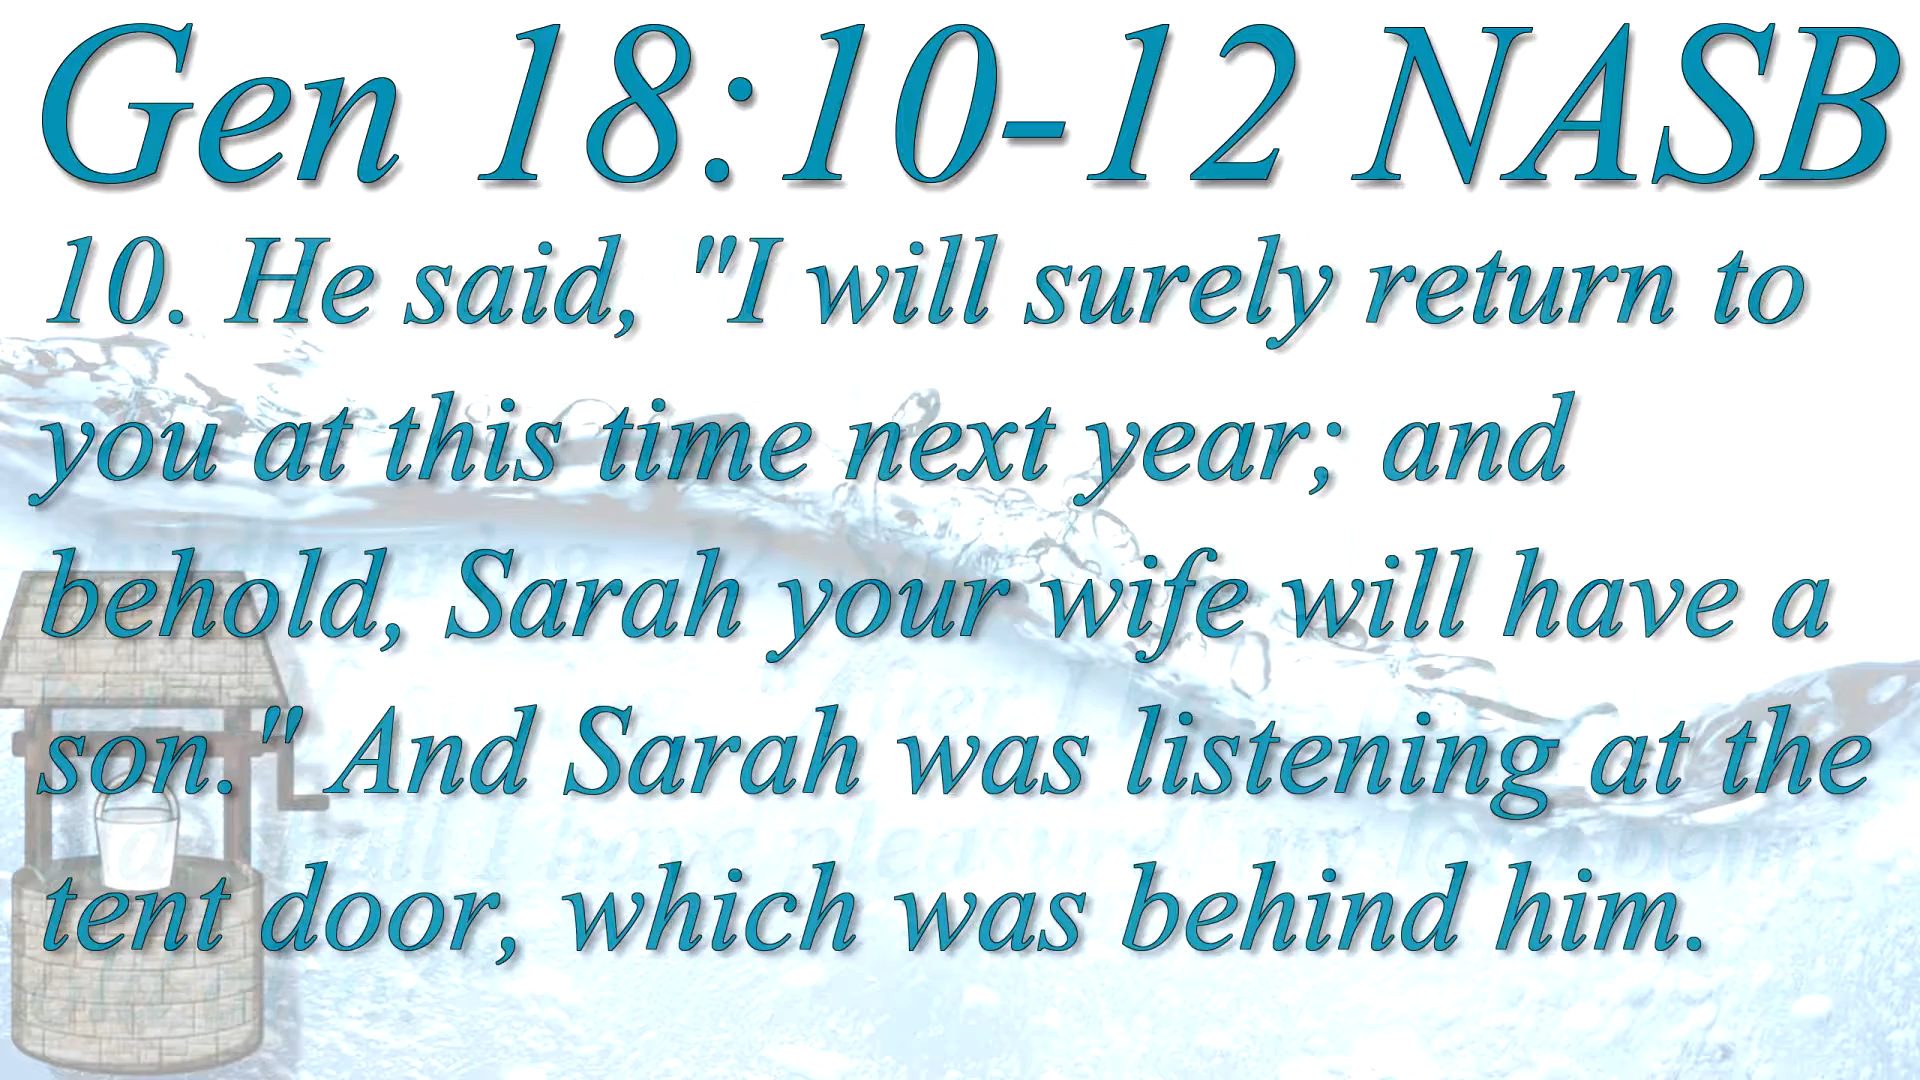 Gen 18:10-12 NASB
10. He said, "I will surely return to
you at this time next year; and
behold, Sarah your wife will have a
son." And Sarah was listening at the
tent door, which was behind him.